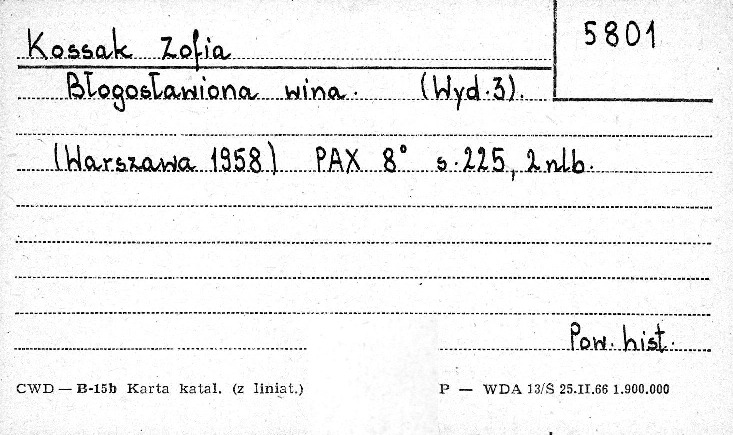 Kossak Zofia
5801
Błogosławiona wina. (Wyd.3).
(Warszawa 1958) PAX 8° s.225, 2 nlb.
Pow. hist.
CWD — B-15b Karta katal. (z liniat.)
P — WDA 13/S 25.II.66 1.900.000